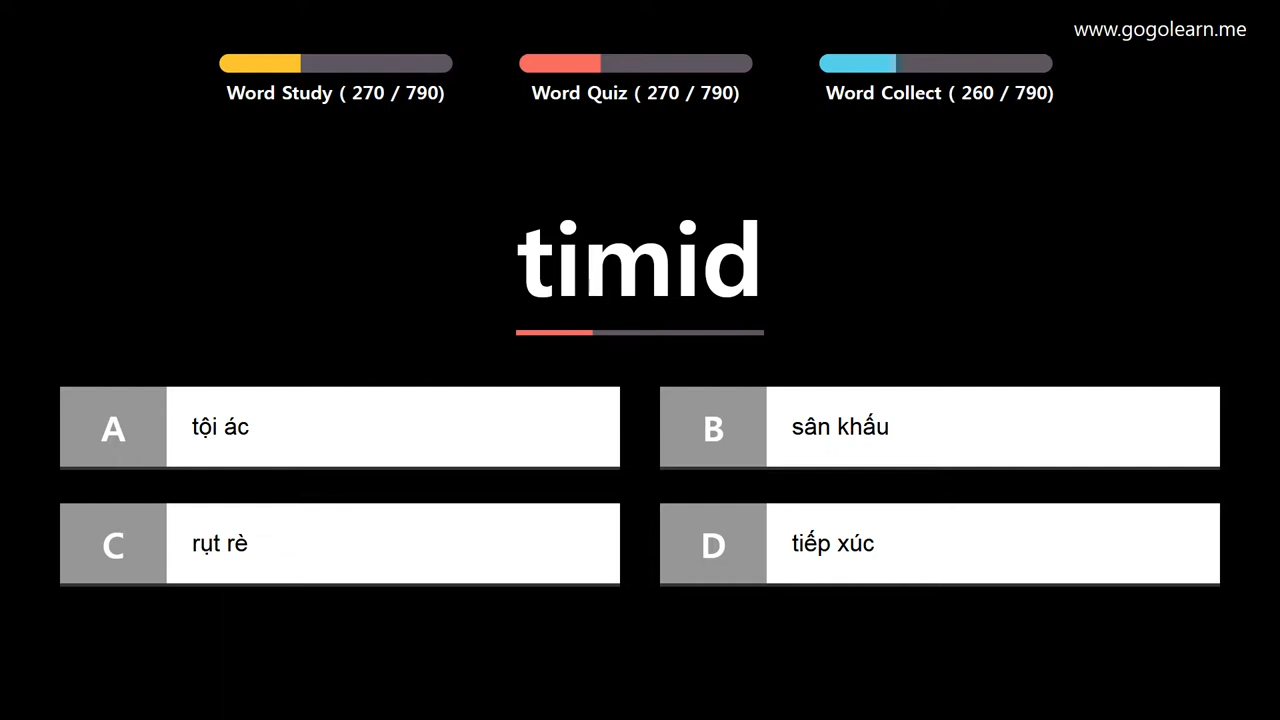 www.gogolearn.me
Word Study ( 270 / 790)
Word Quiz ( 270 / 790)
Word Collect ( 260 / 790)
timid
A tội ác
B sân khấu
C rụt rè
D tiếp xúc